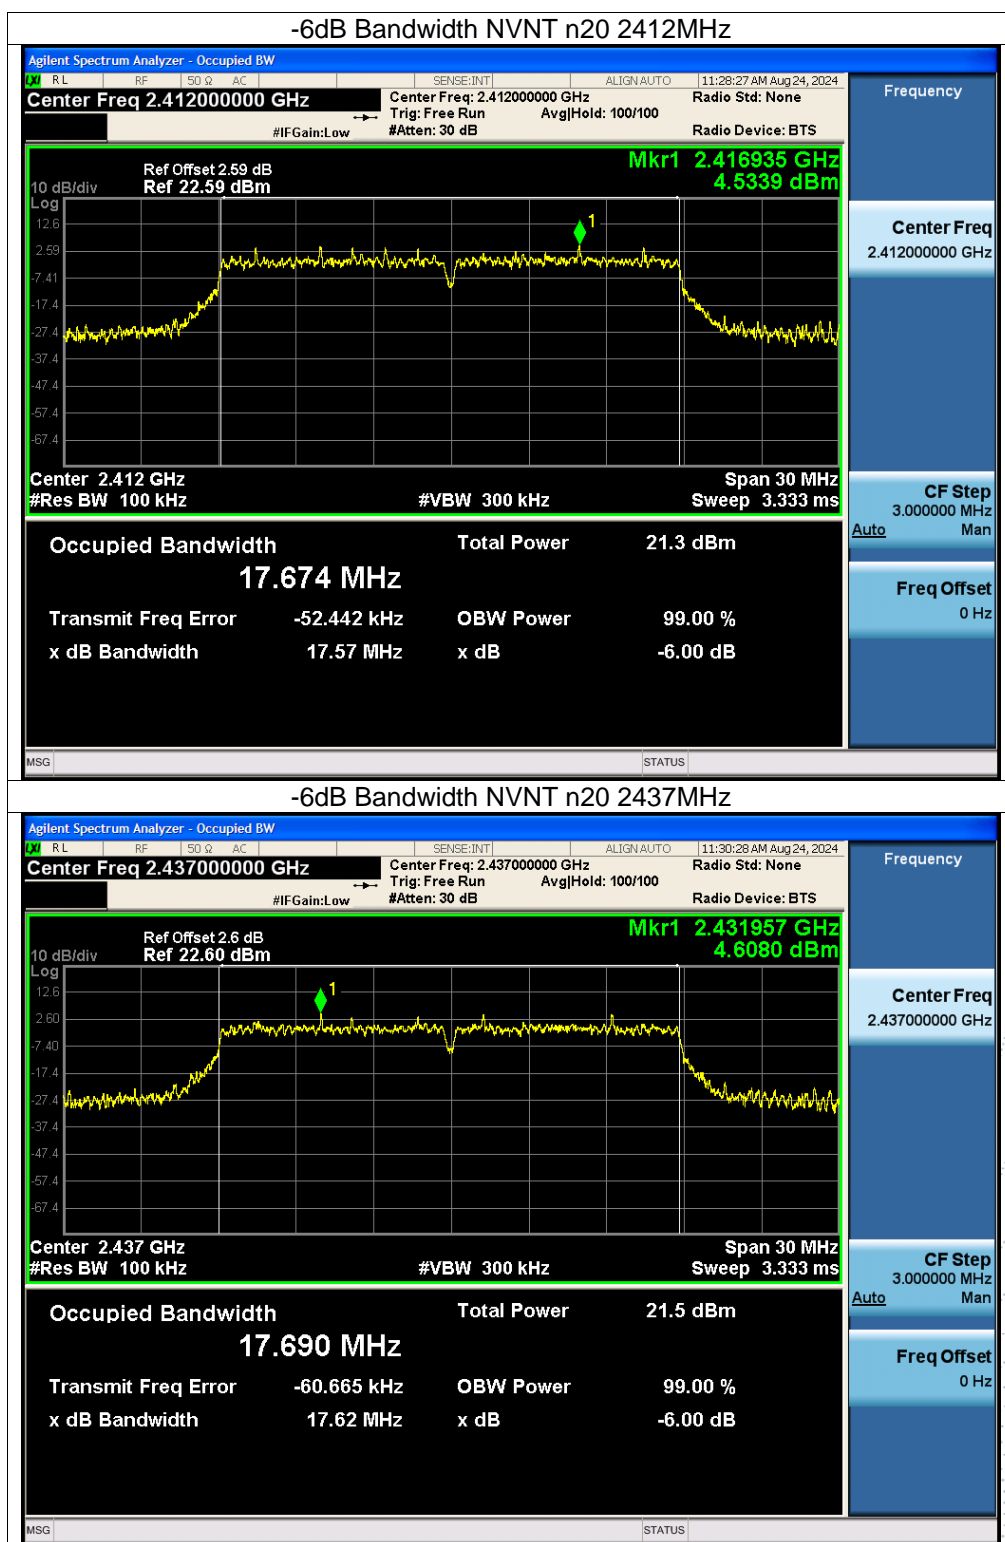 -6dB Bandwidth NVNT n20 2412MHz
Agilent Spectrum Analyzer - Occupied BW
LXI RL RF 50 Ω AC SENSE:INT ALIGNAUTO 11:28:27 AM Aug 24, 2024
Center Freq 2.412000000 GHz
Center Freq: 2.412000000 GHz Radio Std: None
Trig: Free Run Avg|Hold: 100/100
#IFGain:Low #Atten: 30 dB Radio Device: BTS
Frequency
Mkr1 2.416935 GHz
4.5339 dBm
Ref Offset 2.59 dB
10 dB/div Ref 22.59 dBm
Log
12.6
2.59
-7.41
-17.4
-27.4
-37.4
-47.4
-57.4
-67.4
1
Center Freq
2.412000000 GHz
Center 2.412 GHz Span 30 MHz
#Res BW 100 kHz #VBW 300 kHz Sweep 3.333 ms
CF Step
3.000000 MHz
Auto Man
Occupied Bandwidth Total Power 21.3 dBm
17.674 MHz
Freq Offset
0 Hz
Transmit Freq Error -52.442 kHz OBW Power 99.00 %
x dB Bandwidth 17.57 MHz x dB -6.00 dB
MSG STATUS
-6dB Bandwidth NVNT n20 2437MHz
Agilent Spectrum Analyzer - Occupied BW
LXI RL RF 50 Ω AC SENSE:INT ALIGNAUTO 11:30:28 AM Aug 24, 2024
Center Freq 2.437000000 GHz
Center Freq: 2.437000000 GHz Radio Std: None
Trig: Free Run Avg|Hold: 100/100
#IFGain:Low #Atten: 30 dB Radio Device: BTS
Frequency
Mkr1 2.431957 GHz
4.6080 dBm
Ref Offset 2.6 dB
10 dB/div Ref 22.60 dBm
Log
12.6
2.60
-7.40
-17.4
-27.4
-37.4
-47.4
-57.4
-67.4
1
Center Freq
2.437000000 GHz
Center 2.437 GHz Span 30 MHz
#Res BW 100 kHz #VBW 300 kHz Sweep 3.333 ms
CF Step
3.000000 MHz
Auto Man
Occupied Bandwidth Total Power 21.5 dBm
17.690 MHz
Freq Offset
0 Hz
Transmit Freq Error -60.665 kHz OBW Power 99.00 %
x dB Bandwidth 17.62 MHz x dB -6.00 dB
MSG STATUS